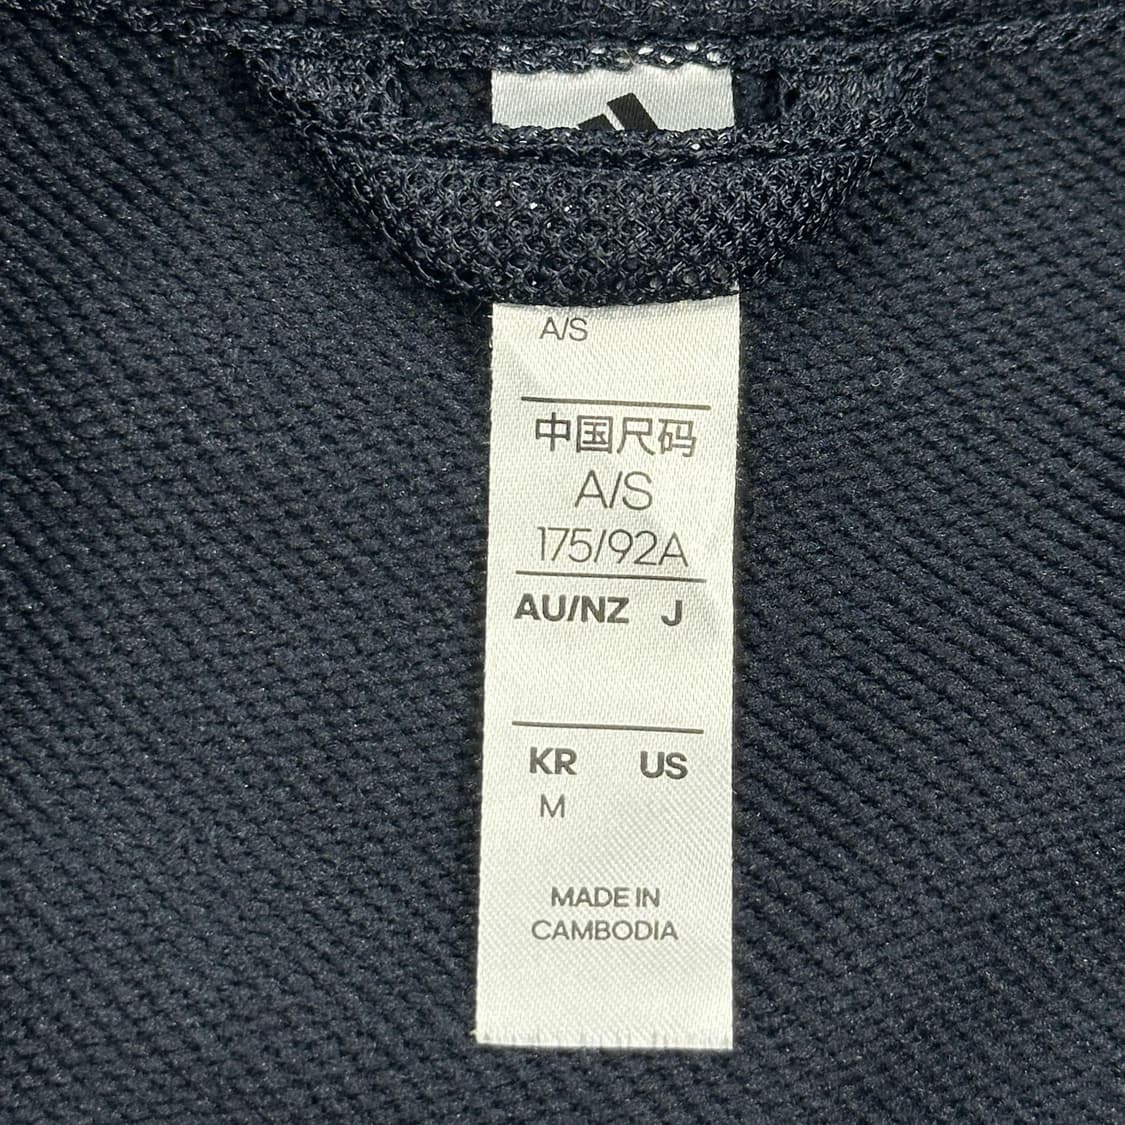 A/S
中国尺码
A/S
175/92A
AU/NZ J
KR US
M
MADE IN
CAMBODIA